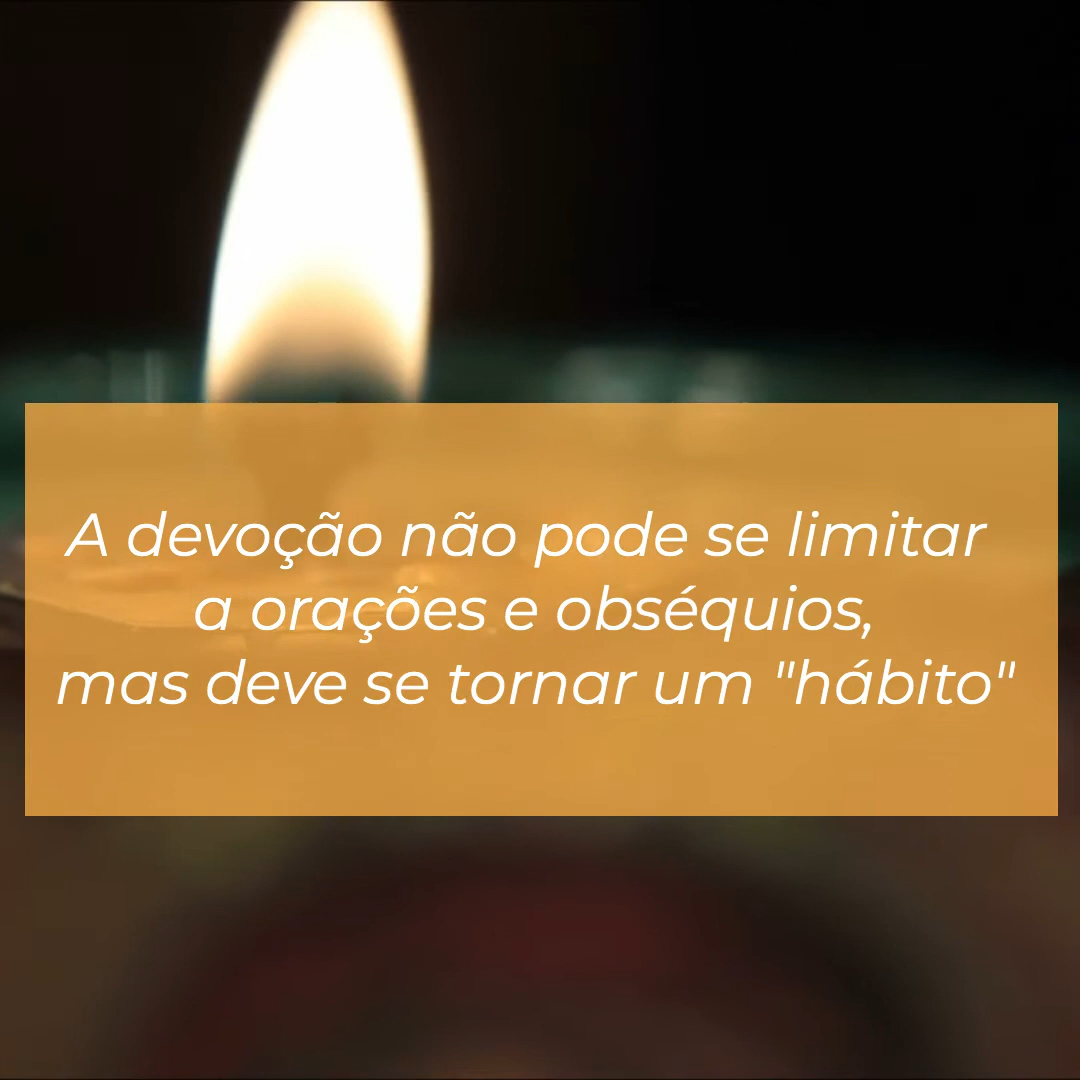 A devoção não pode se limitar
a orações e obséquios,
mas deve se tornar um "hábito"